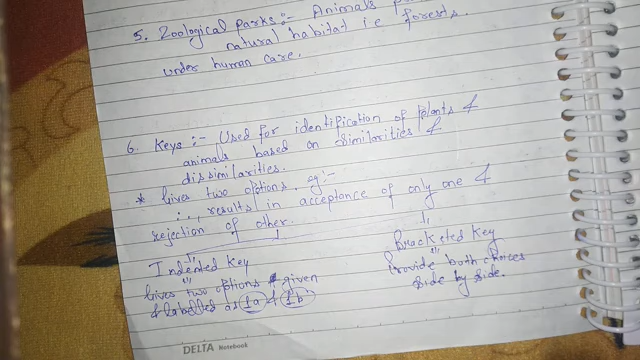 5. Zoological Parks:- Animals
natural habitat i.e forests.
under human care.
6. Keys:- Used for identification of plants &
animals based on similarities &
dissimilarities.
* Gives two options. eg:-
∴, results in acceptance of only one &
rejection of other.
Indented Key
Gives two options given
& labelled as 1a & 1b
Bracketed Key
Provide both choices
side by side.
DELTA Notebook